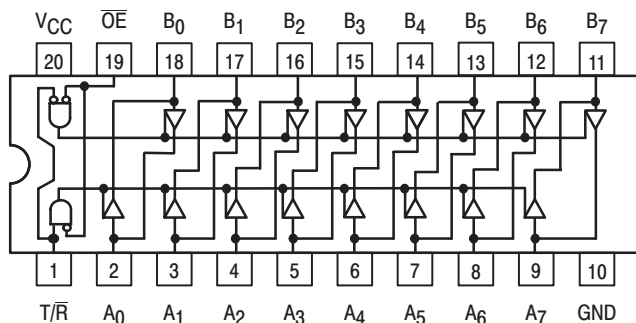 VCC OE B0 B1 B2 B3 B4 B5 B6 B7
20 19 18 17 16 15 14 13 12 11
1 2 3 4 5 6 7 8 9 10
T/R̅ A0 A1 A2 A3 A4 A5 A6 A7 GND